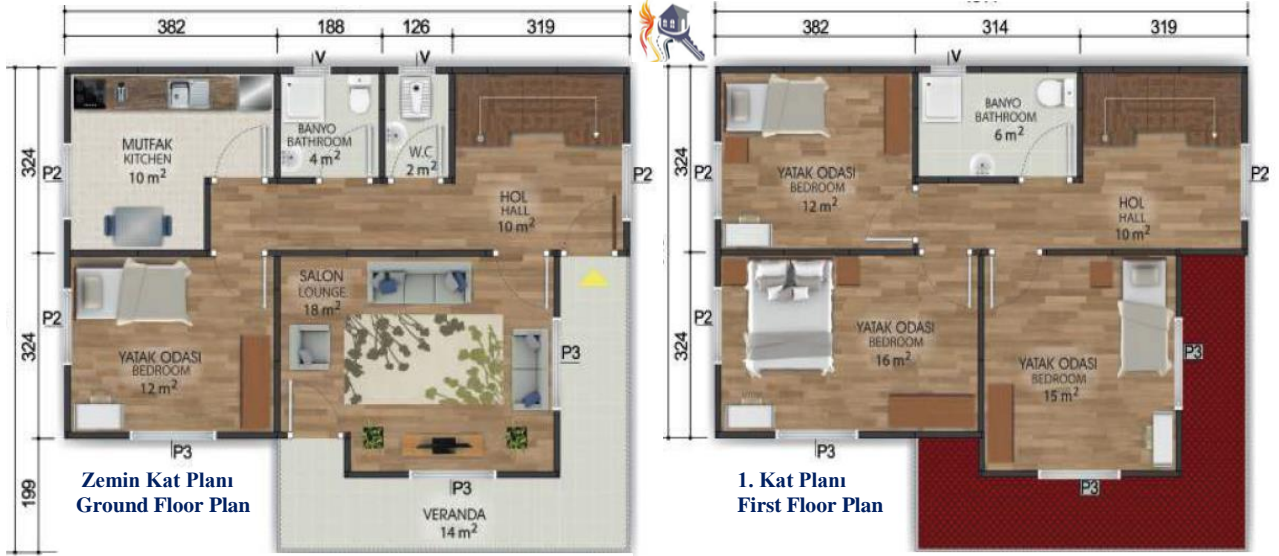 382 188 126 319
V V
324
324
199
P2
P2
P2
MUTFAK
KITCHEN
10 m²
BANYO
BATHROOM
4 m²
W.C
2 m²
HOL
HALL
10 m²
SALON
LOUNGE
18 m²
YATAK ODASI
BEDROOM
12 m²
P3
P3
P3
VERANDA
14 m²
Zemin Kat Planı
Ground Floor Plan
382 314 319
V
324
324
P2
P2
P2
YATAK ODASI
BEDROOM
12 m²
BANYO
BATHROOM
6 m²
HOL
HALL
10 m²
YATAK ODASI
BEDROOM
16 m²
YATAK ODASI
BEDROOM
15 m²
P3
P3
P3
1. Kat Planı
First Floor Plan